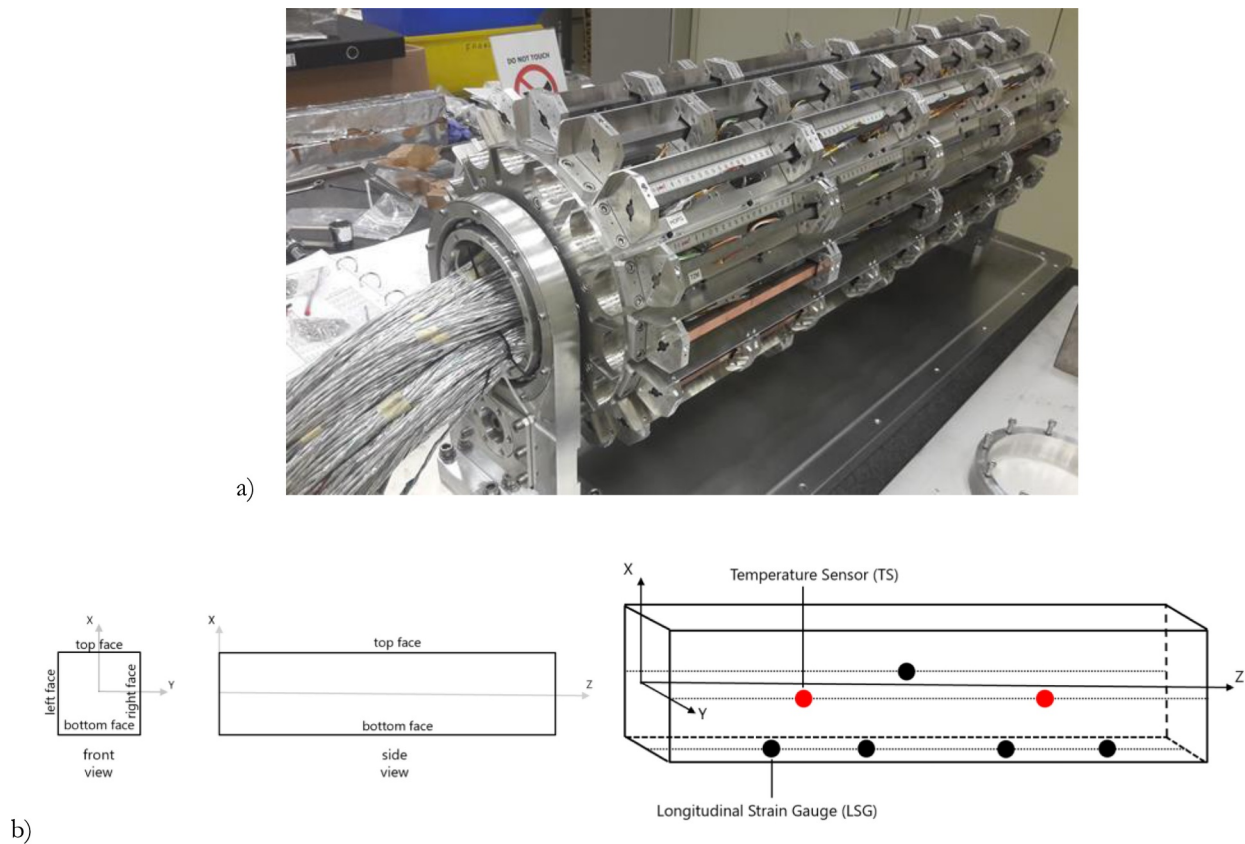 DO NOT TOUCH
a)
X
top face
left face
right face
Y
bottom face
front
view
X
top face
Z
bottom face
side
view
Temperature Sensor (TS)
X
Z
Y
Longitudinal Strain Gauge (LSG)
b)